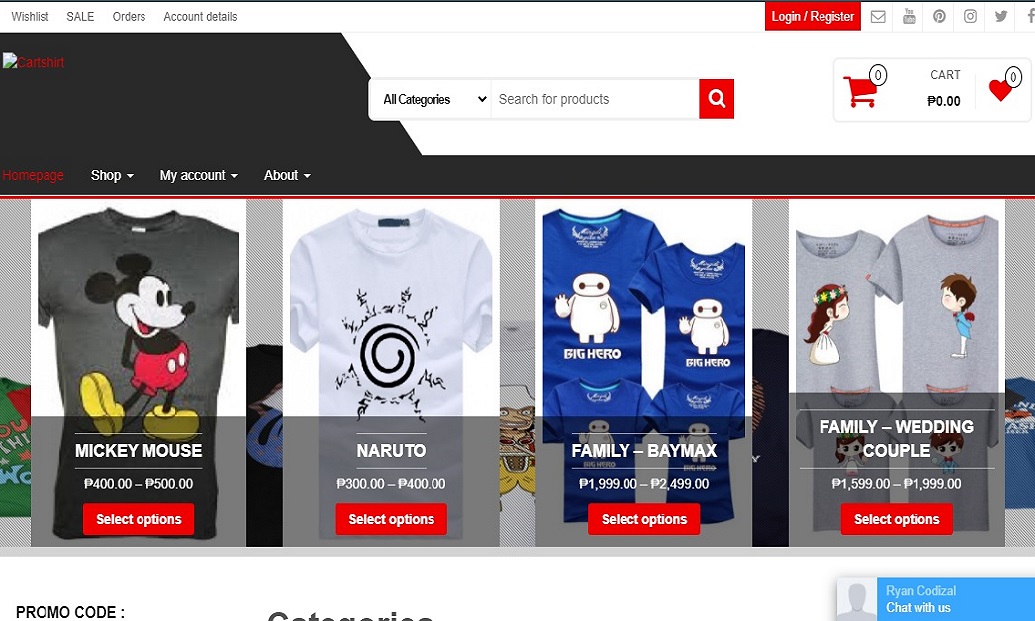 Wishlist SALE Orders Account details
Login / Register
You
Tube
Cartshirt
All Categories
Search for products
0
CART
₱0.00
0
Homepage Shop My account About
BIG HERO
BIG HERO
MICKEY MOUSE
₱400.00 – ₱500.00
Select options
NARUTO
₱300.00 – ₱400.00
Select options
FAMILY – BAYMAX
₱1,999.00 – ₱2,499.00
Select options
FAMILY – WEDDING
COUPLE
₱1,599.00 – ₱1,999.00
Select options
PROMO CODE :
Categories
Ryan Codizal
Chat with us